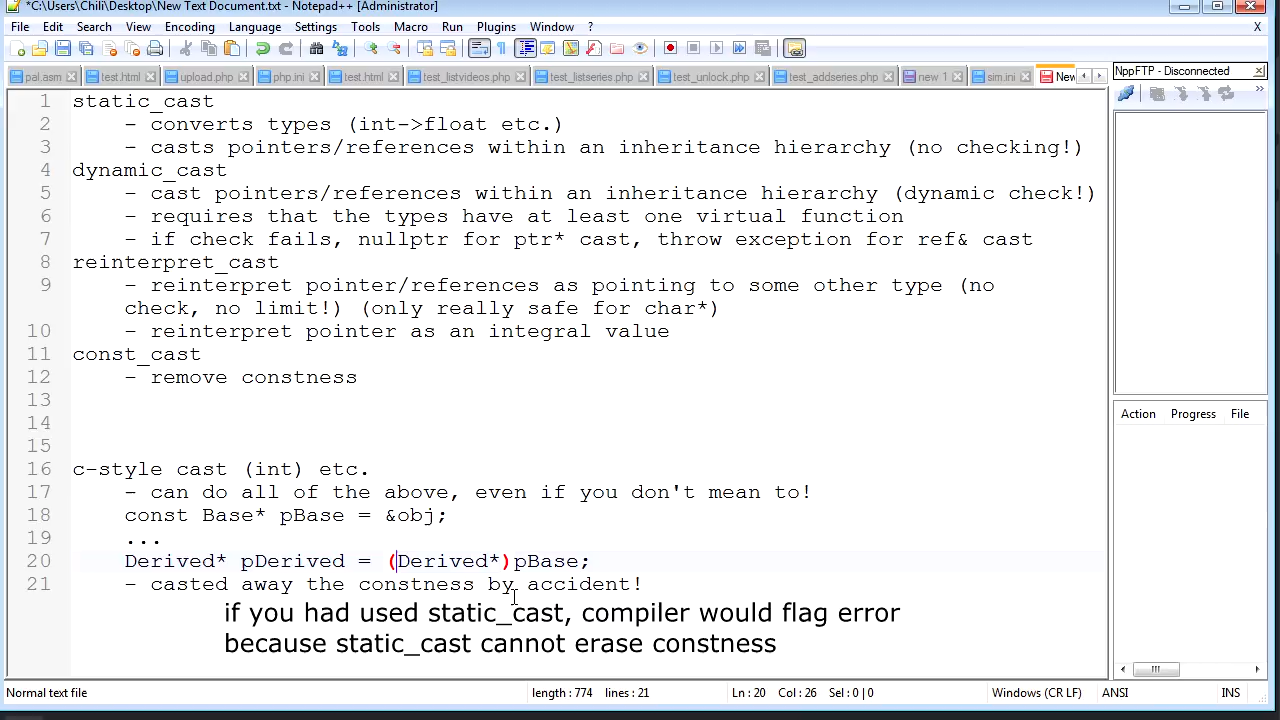 *C:\Users\Chili\Desktop\New Text Document.txt - Notepad++ [Administrator]
File Edit Search View Encoding Language Settings Tools Macro Run Plugins Window ? X
pal.asm test.html upload.php php.ini test.html test_listvideos.php test_listseries.php test_unlock.php test_addseries.php new 1 sim.ini New
NppFTP - Disconnected
1 static_cast
2 - converts types (int->float etc.)
3 - casts pointers/references within an inheritance hierarchy (no checking!)
4 dynamic_cast
5 - cast pointers/references within an inheritance hierarchy (dynamic check!)
6 - requires that the types have at least one virtual function
7 - if check fails, nullptr for ptr* cast, throw exception for ref& cast
8 reinterpret_cast
9 - reinterpret pointer/references as pointing to some other type (no
check, no limit!) (only really safe for char*)
10 - reinterpret pointer as an integral value
11 const_cast
12 - remove constness
13
14
15
16 c-style cast (int) etc.
17 - can do all of the above, even if you don't mean to!
18 const Base* pBase = &obj;
19 ...
20 Derived* pDerived = (Derived*)pBase;
21 - casted away the constness by accident!
if you had used static_cast, compiler would flag error
because static_cast cannot erase constness
Action Progress File
Normal text file length : 774 lines : 21 Ln : 20 Col : 26 Sel : 0 | 0 Windows (CR LF) ANSI INS